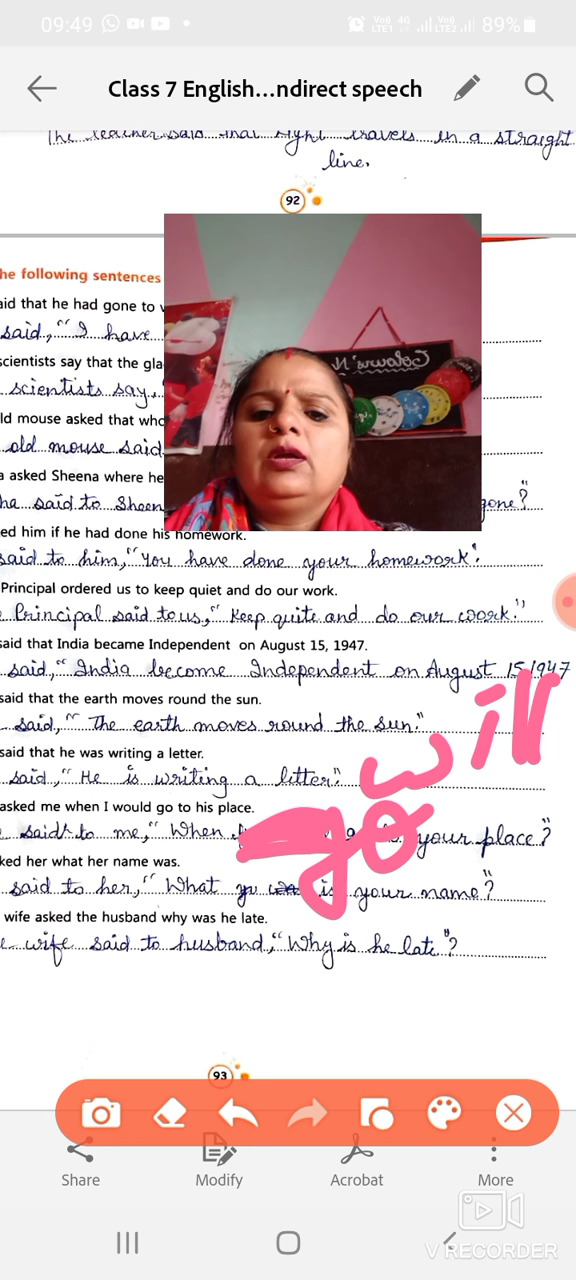 09:49
Vo) 4G LTE1 Vo) LTE2 89%
Class 7 English...ndirect speech
The teacher said that light travels in a straight
line.
92
he following sentences
aid that he had gone to
said, "I have
scientists say that the gla
scientists say,
ld mouse asked that who
old mouse said
a asked Sheena where he
ha said to Sheen gone?"
ed him if he had done his homework.
said to him, "You have done your homework".
Principal ordered us to keep quiet and do our work.
Principal said to us, "Keep quite and do our work."
said that India became Independent on August 15, 1947.
said, "India become Independent on August 15, 1947
said that the earth moves round the sun.
said, "The earth moves round the sun."
will
said that he was writing a letter.
said, "He is writing a litter".
asked me when I would go to his place.
said to me, "When go your place?"
ked her what her name was.
said to her, "What is your name?"
wife asked the husband why was he late.
wife said to husband, "Why is he late"?
93
Share
Modify
Acrobat
More
V RECORDER